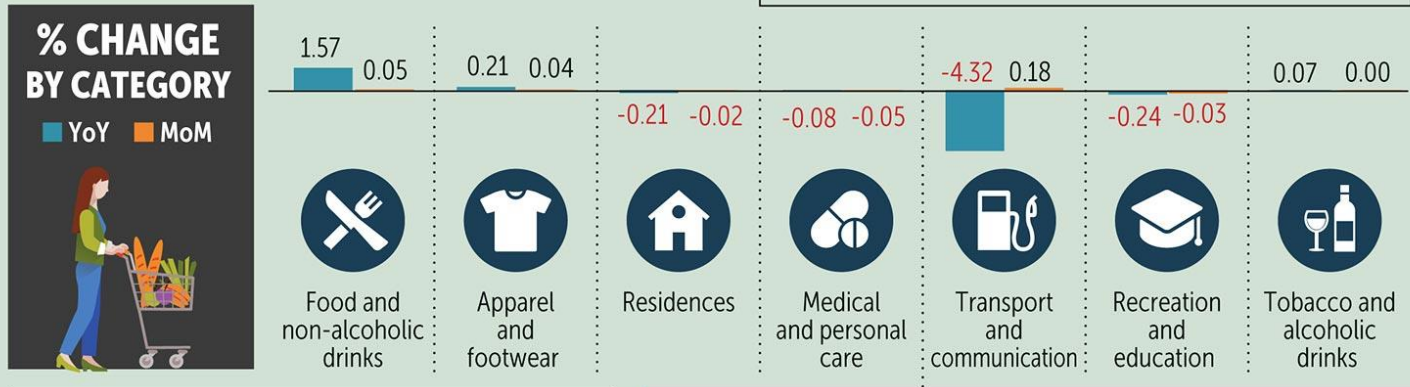 % CHANGE
BY CATEGORY
YoY MoM
1.57 0.05
0.21 0.04
-0.21 -0.02
-0.08 -0.05
-4.32 0.18
-0.24 -0.03
0.07 0.00
Food and
non-alcoholic
drinks
Apparel
and
footwear
Residences
Medical
and personal
care
Transport
and
communication
Recreation
and
education
Tobacco and
alcoholic
drinks